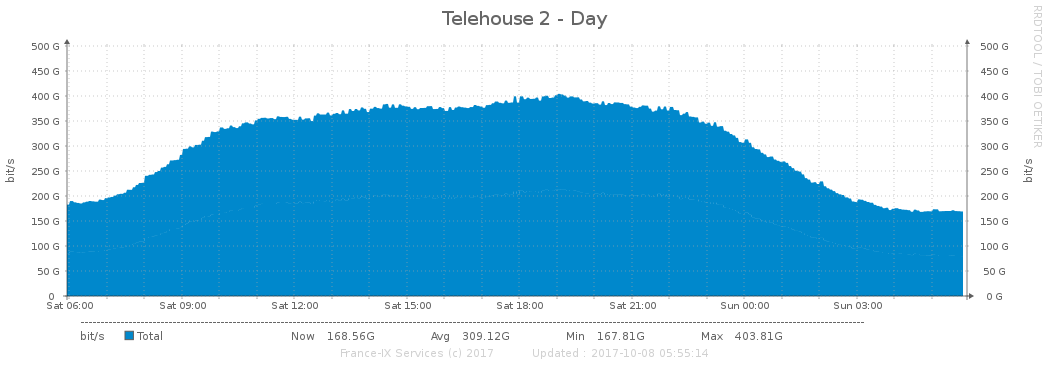 Telehouse 2 - Day
RRDTOOL / TOBI OETIKER
bit/s
500 G 500 G
450 G 450 G
400 G 400 G
350 G 350 G
300 G 300 G
250 G 250 G
200 G 200 G
150 G 150 G
100 G 100 G
50 G 50 G
0 0 G
bit/s
Sat 06:00 Sat 09:00 Sat 12:00 Sat 15:00 Sat 18:00 Sat 21:00 Sun 00:00 Sun 03:00
bit/s Total Now 168.56G Avg 309.12G Min 167.81G Max 403.81G
France-IX Services (c) 2017 Updated : 2017-10-08 05:55:14